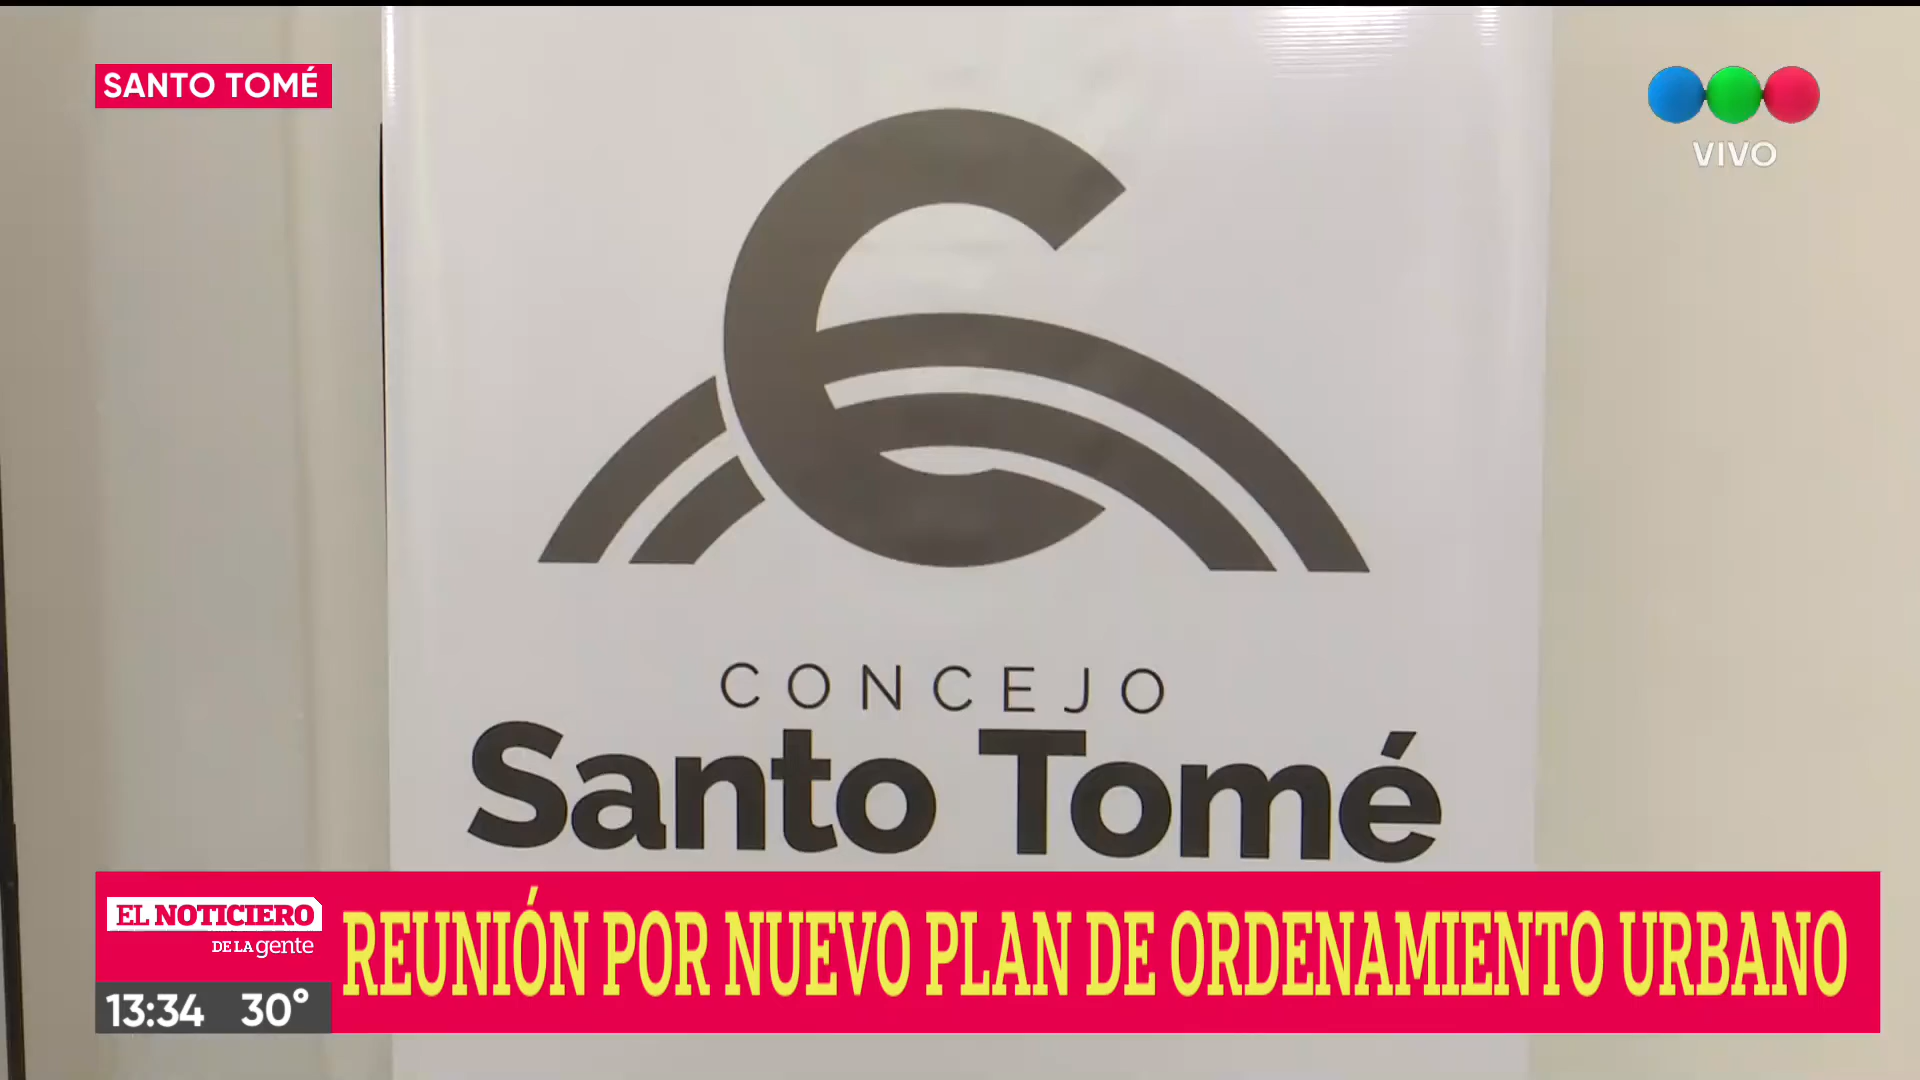 SANTO TOMÉ
VIVO
CONCEJO
Santo Tomé
EL NOTICIERO
DE LA gente
REUNIÓN POR NUEVO PLAN DE ORDENAMIENTO URBANO
13:34 30°